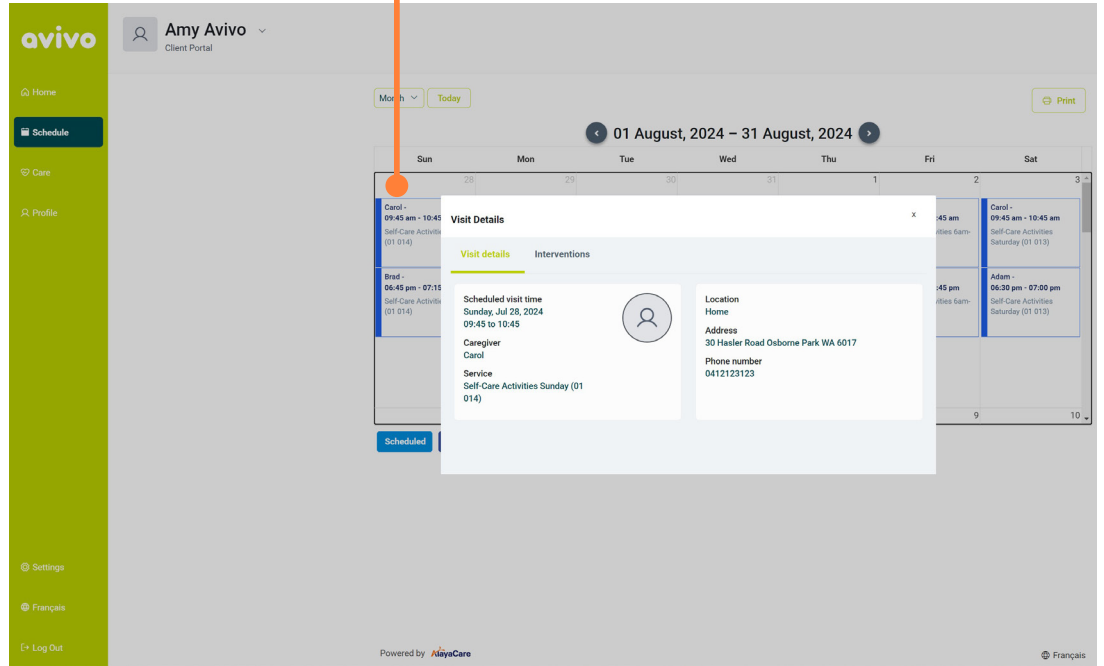 avivo
Amy Avivo
Client Portal
Home
Schedule
Care
Profile
Settings
Français
Log Out
Month
Today
Print
01 August, 2024 – 31 August, 2024
Sun Mon Tue Wed Thu Fri Sat
28 29 30 31 1 2 3
Carol -
09:45 am - 10:45
Self-Care
(01 014)
Brad -
06:45 pm - 07:15
Self-Care
(01 014)
:45 am
6am-
:45 pm
6am-
Carol -
09:45 am - 10:45 am
Self-Care Activities
Saturday (01 013)
Adam -
06:30 pm - 07:00 pm
Self-Care Activities
Saturday (01 013)
9 10
Scheduled
Visit Details
x
Visit details Interventions
Scheduled visit time
Sunday, Jul 28, 2024
09:45 to 10:45
Caregiver
Carol
Service
Self-Care Activities Sunday (01
014)
Location
Home
Address
30 Hasler Road Osborne Park WA 6017
Phone number
0412123123
Powered by AlayaCare
Français